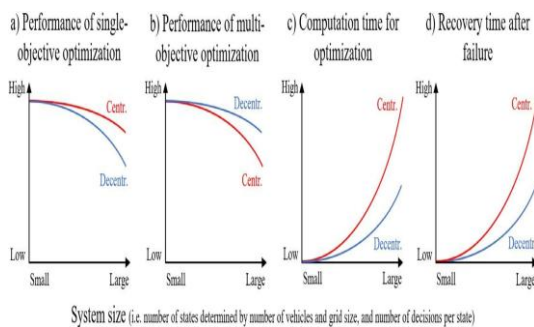 a) Performance of single-
objective optimization
b) Performance of multi-
objective optimization
c) Computation time for
optimization
d) Recovery time after
failure
High
Centr.
Decentr.
Low
Small
Large
High
Decentr.
Centr.
Low
Small
Large
High
Centr.
Decentr.
Low
Small
Large
High
Centr.
Decentr.
Low
Small
Large
System size (i.e. number of states determined by number of vehicles and grid size, and number of decisions per state)